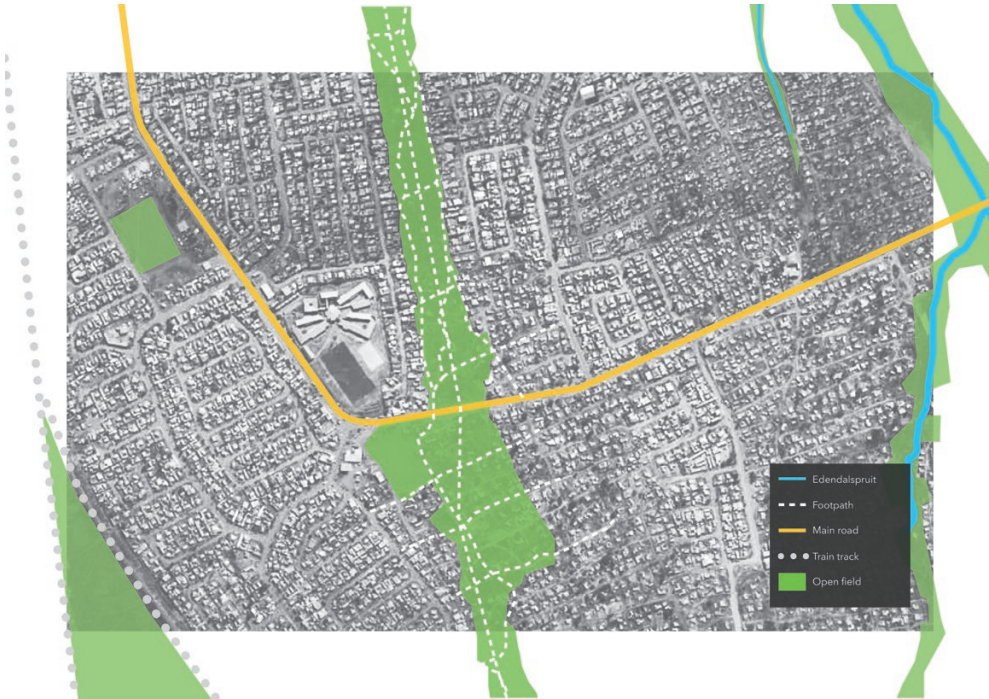 Edendalspruit
Footpath
Main road
Train track
Open field